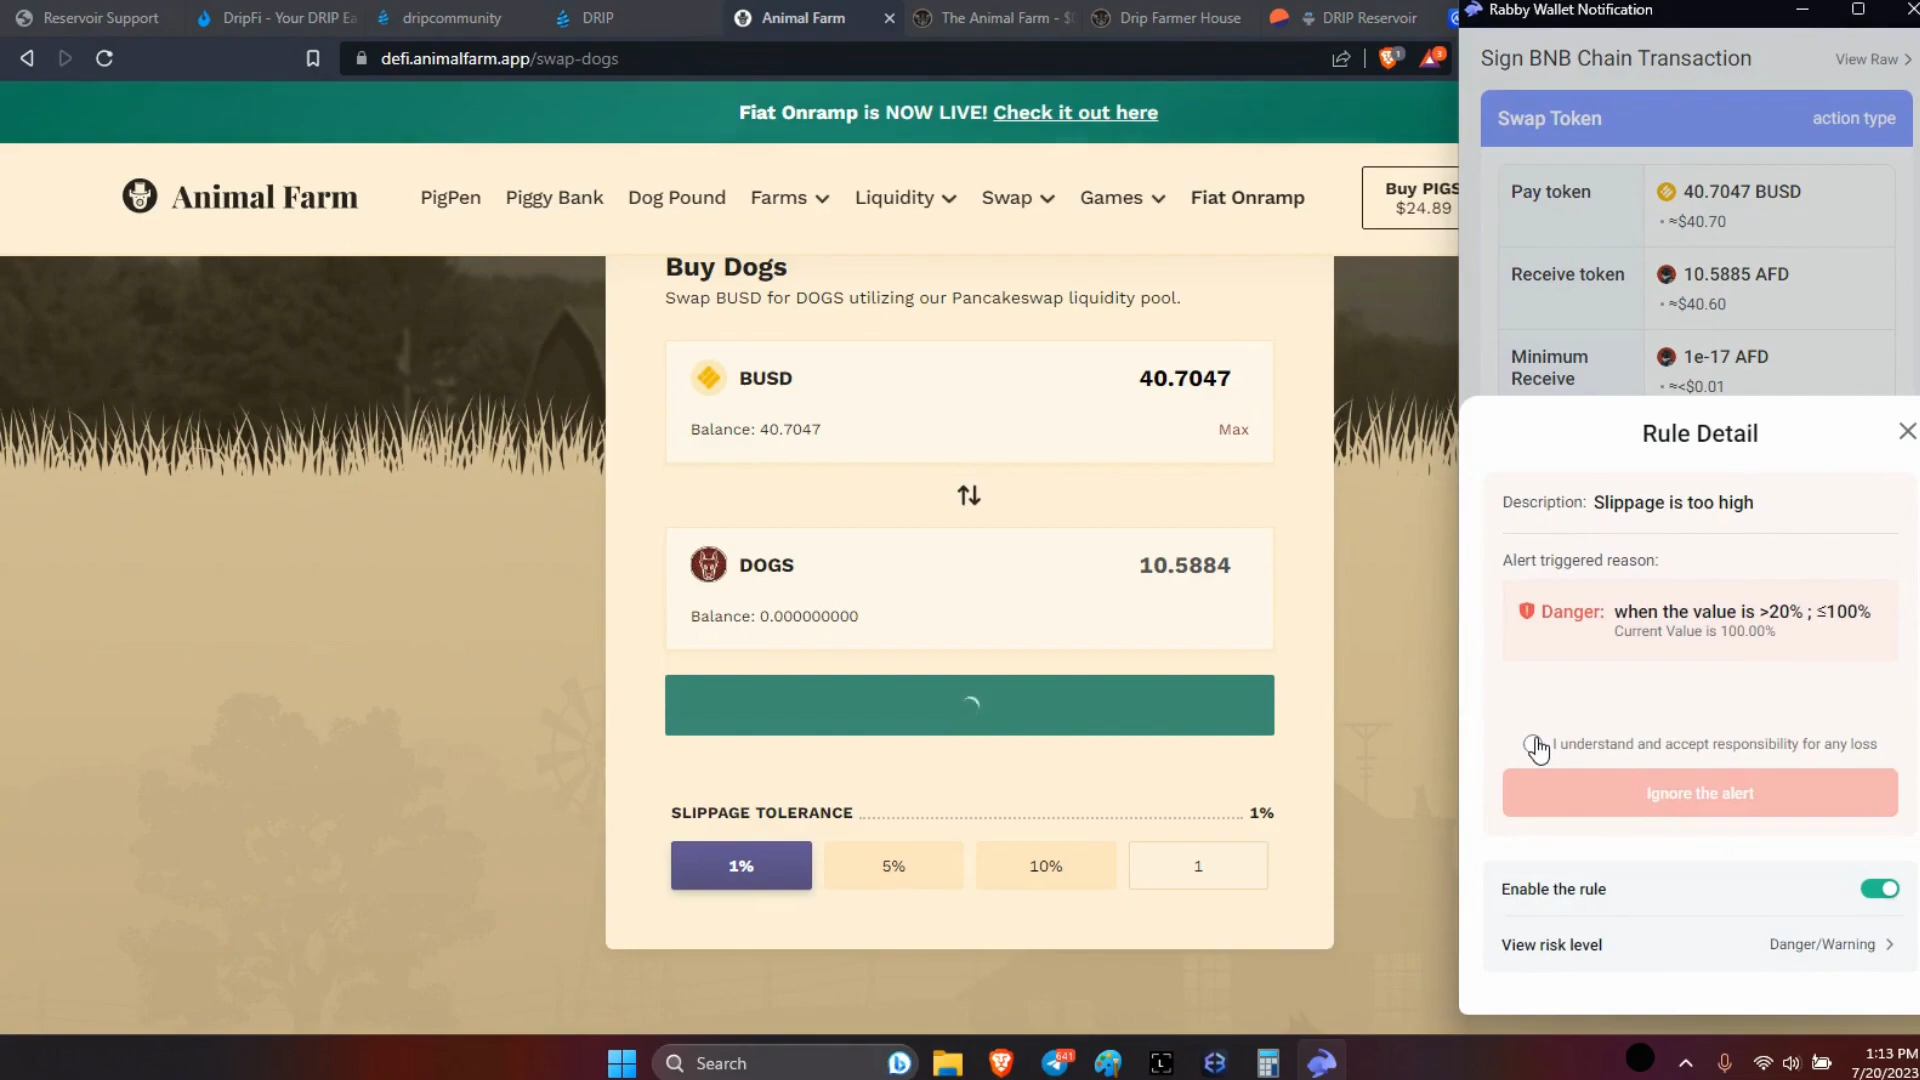 Reservoir Support
DripFi - Your DRIP Ea
dripcommunity
DRIP
Animal Farm
The Animal Farm - $(
Drip Farmer House
DRIP Reservoir
Rabby Wallet Notification
defi.animalfarm.app/swap-dogs
1
3
Sign BNB Chain Transaction
View Raw
Fiat Onramp is NOW LIVE! Check it out here
Swap Token
action type
Animal Farm
PigPen
Piggy Bank
Dog Pound
Farms
Liquidity
Swap
Games
Fiat Onramp
Buy PIGS
$24.89
Pay token
40.7047 BUSD
≈$40.70
Receive token
10.5885 AFD
≈$40.60
Minimum
Receive
1e-17 AFD
≈<$0.01
Buy Dogs
Swap BUSD for DOGS utilizing our Pancakeswap liquidity pool.
BUSD
40.7047
Balance: 40.7047
Max
DOGS
10.5884
Balance: 0.000000000
SLIPPAGE TOLERANCE
1%
1%
5%
10%
1
Rule Detail
Description: Slippage is too high
Alert triggered reason:
Danger: when the value is >20% ; ≤100%
Current Value is 100.00%
I understand and accept responsibility for any loss
Ignore the alert
Enable the rule
View risk level
Danger/Warning
Search
641
1:13 PM
7/20/2023